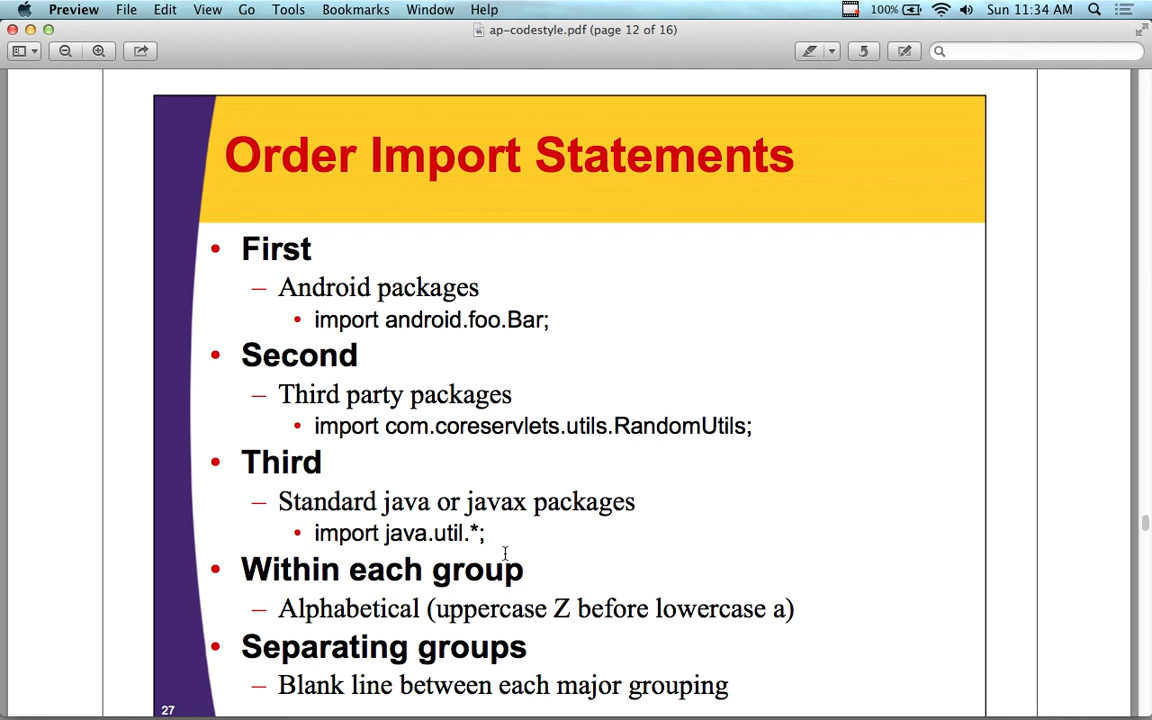 Preview File Edit View Go Tools Bookmarks Window Help 100% Sun 11:34 AM
ap-codestyle.pdf (page 12 of 16)
Order Import Statements
• First
– Android packages
• import android.foo.Bar;
• Second
– Third party packages
• import com.coreservlets.utils.RandomUtils;
• Third
– Standard java or javax packages
• import java.util.*;
• Within each group
– Alphabetical (uppercase Z before lowercase a)
• Separating groups
– Blank line between each major grouping
27